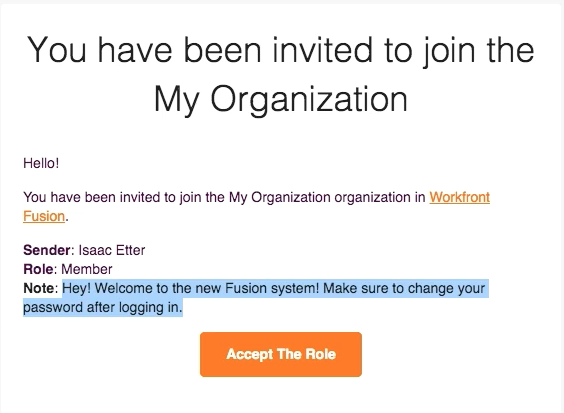 You have been invited to join the
My Organization
Hello!
You have been invited to join the My Organization organization in Workfront
Fusion.
Sender: Isaac Etter
Role: Member
Note: Hey! Welcome to the new Fusion system! Make sure to change your
password after logging in.
Accept The Role